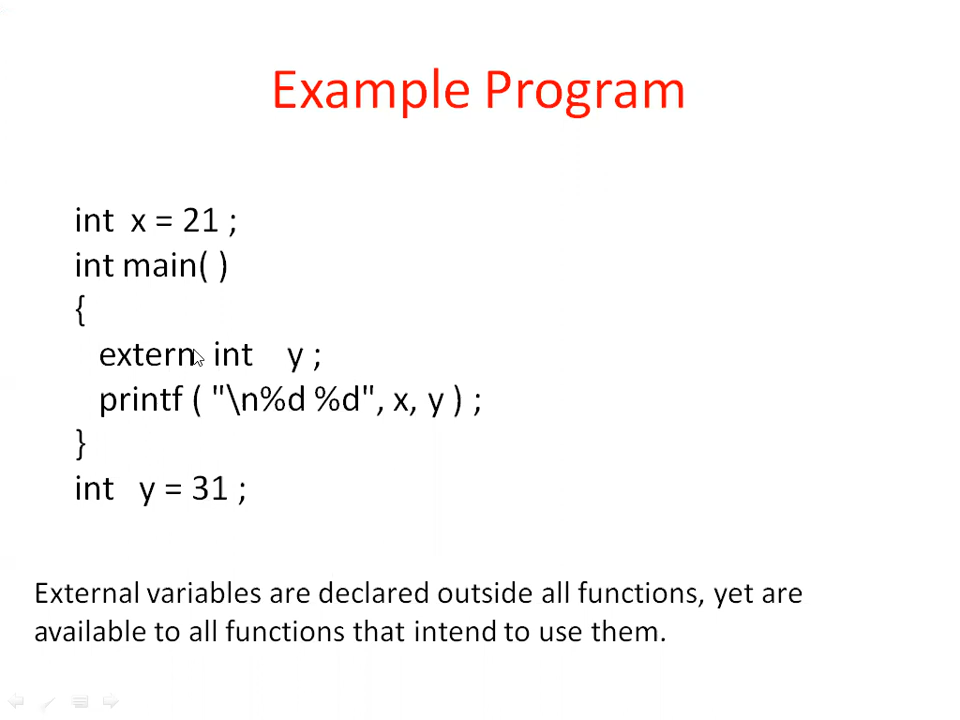 Example Program
int x = 21 ;
int main( )
{
extern int y ;
printf ( "\n%d %d", x, y ) ;
}
int y = 31 ;
External variables are declared outside all functions, yet are
available to all functions that intend to use them.